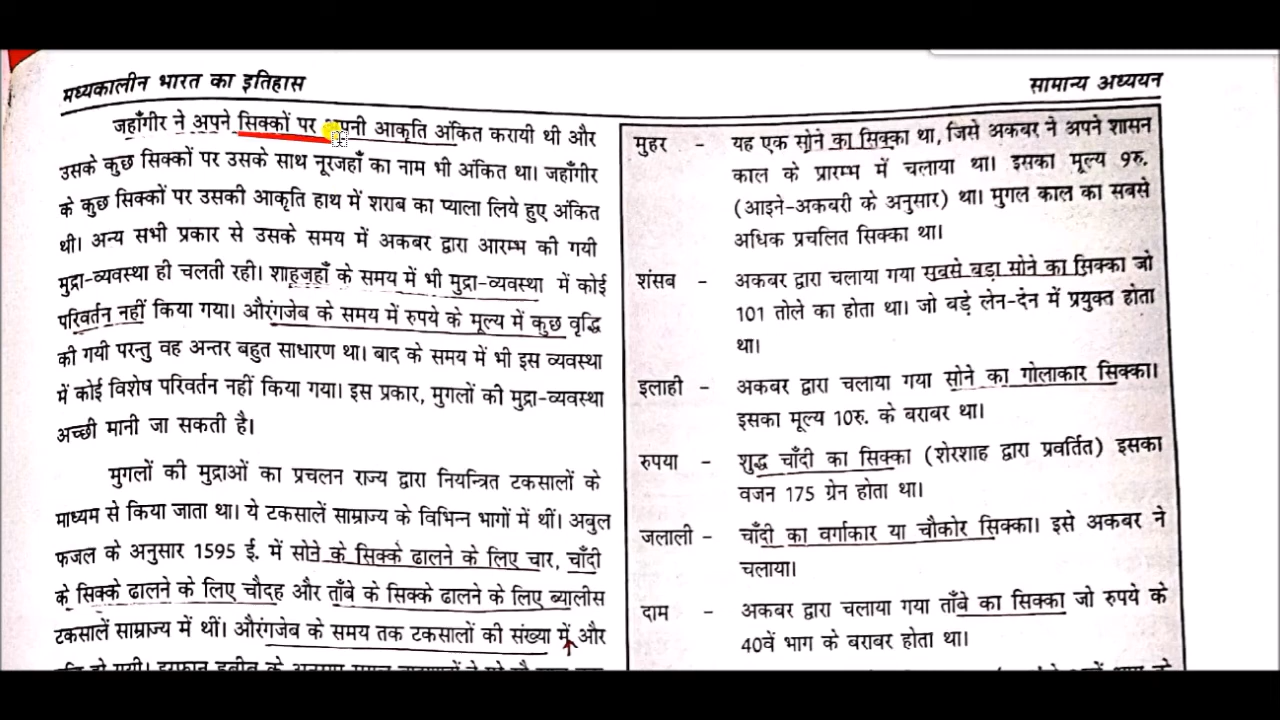 मध्यकालीन भारत का इतिहास
सामान्य अध्ययन
जहाँगीर ने अपने सिक्कों पर अपनी आकृति अंकित करायी थी और
उसके कुछ सिक्कों पर उसके साथ नूरजहाँ का नाम भी अंकित था। जहाँगीर
के कुछ सिक्कों पर उसकी आकृति हाथ में शराब का प्याला लिये हुए अंकित
थी। अन्य सभी प्रकार से उसके समय में अकबर द्वारा आरम्भ की गयी
मुद्रा-व्यवस्था ही चलती रही। शाहजहाँ के समय में भी मुद्रा-व्यवस्था में कोई
परिवर्तन नहीं किया गया। औरंगजेब के समय में रुपये के मूल्य में कुछ वृद्धि
की गयी परन्तु वह अन्तर बहुत साधारण था। बाद के समय में भी इस व्यवस्था
में कोई विशेष परिवर्तन नहीं किया गया। इस प्रकार, मुगलों की मुद्रा-व्यवस्था
अच्छी मानी जा सकती है।
मुगलों की मुद्राओं का प्रचलन राज्य द्वारा नियन्त्रित टकसालों के
माध्यम से किया जाता था। ये टकसालें साम्राज्य के विभिन्न भागों में थीं। अबुल
फजल के अनुसार 1595 ई. में सोने के सिक्के ढालने के लिए चार, चाँदी
के सिक्के ढालने के लिए चौदह और ताँबे के सिक्के ढालने के लिए ब्यालीस
टकसालें साम्राज्य में थीं। औरंगजेब के समय तक टकसालों की संख्या में और
मुहर - यह एक सोने का सिक्का था, जिसे अकबर ने अपने शासन
काल के प्रारम्भ में चलाया था। इसका मूल्य 9रु.
(आइने-अकबरी के अनुसार) था। मुगल काल का सबसे
अधिक प्रचलित सिक्का था।
शंसब - अकबर द्वारा चलाया गया सबसे बड़ा सोने का सिक्का जो
101 तोले का होता था। जो बड़े लेन-देन में प्रयुक्त होता
था।
इलाही - अकबर द्वारा चलाया गया सोने का गोलाकार सिक्का।
इसका मूल्य 10रु. के बराबर था।
रुपया - शुद्ध चाँदी का सिक्का (शेरशाह द्वारा प्रवर्तित) इसका
वजन 175 ग्रेन होता था।
जलाली - चाँदी का वर्गाकार या चौकोर सिक्का। इसे अकबर ने
चलाया।
दाम - अकबर द्वारा चलाया गया ताँबे का सिक्का जो रुपये के
40वें भाग के बराबर होता था।